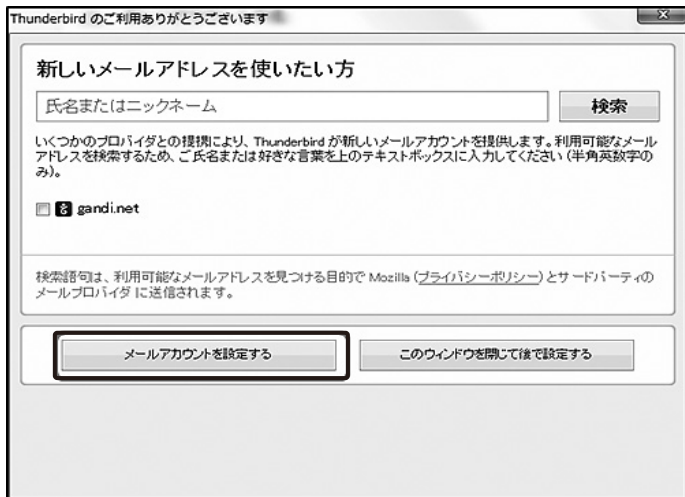 Thunderbird のご利用ありがとうございます
新しいメールアドレスを使いたい方
氏名またはニックネーム
検索
いくつかのプロバイダとの提携により、Thunderbird が新しいメールアカウントを提供します。利用可能なメール
アドレスを検索するため、ご氏名または好きな言葉を上のテキストボックスに入力してください (半角英数字の
み)。
gandi.net
検索語句は、利用可能なメールアドレスを見つける目的で Mozilla (プライバシーポリシー) とサードパーティの
メールプロバイダ に送信されます。
メールアカウントを設定する
このウィンドウを閉じて後で設定する